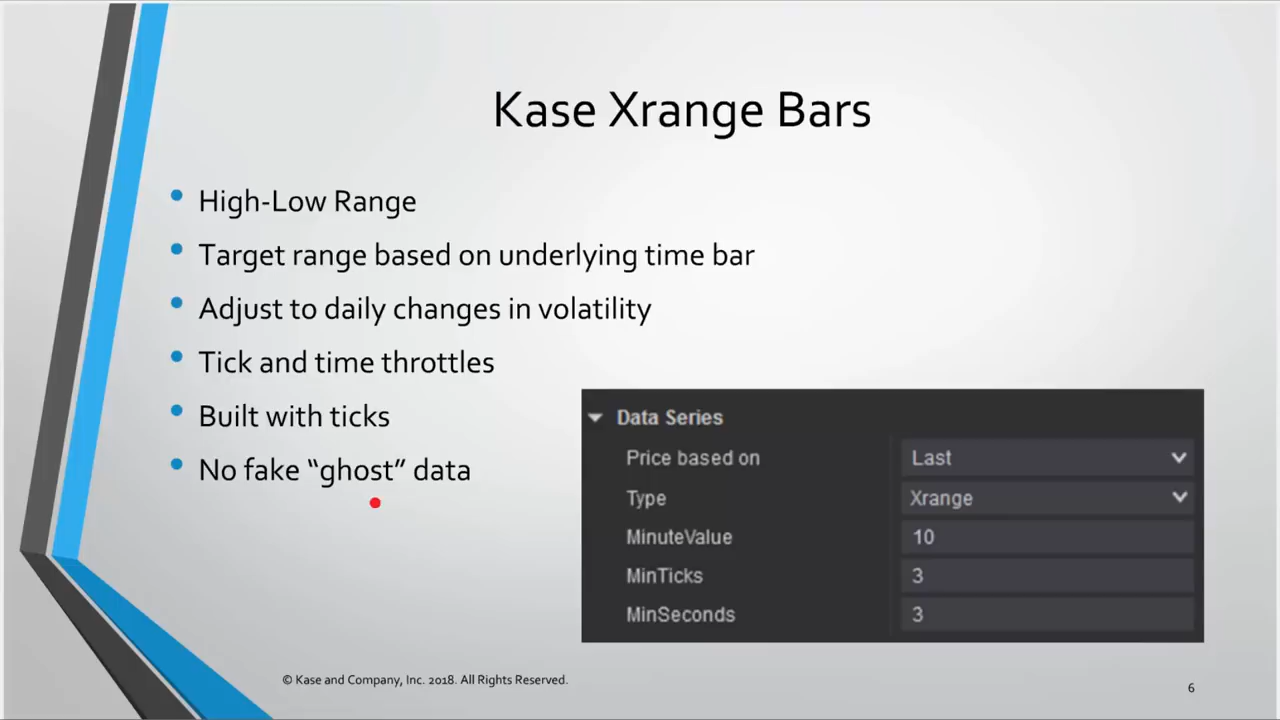 Kase Xrange Bars
• High-Low Range
• Target range based on underlying time bar
• Adjust to daily changes in volatility
• Tick and time throttles
• Built with ticks
• No fake “ghost” data
Data Series
Price based on Last
Type Xrange
MinuteValue 10
MinTicks 3
MinSeconds 3
© Kase and Company, Inc. 2018. All Rights Reserved.
6